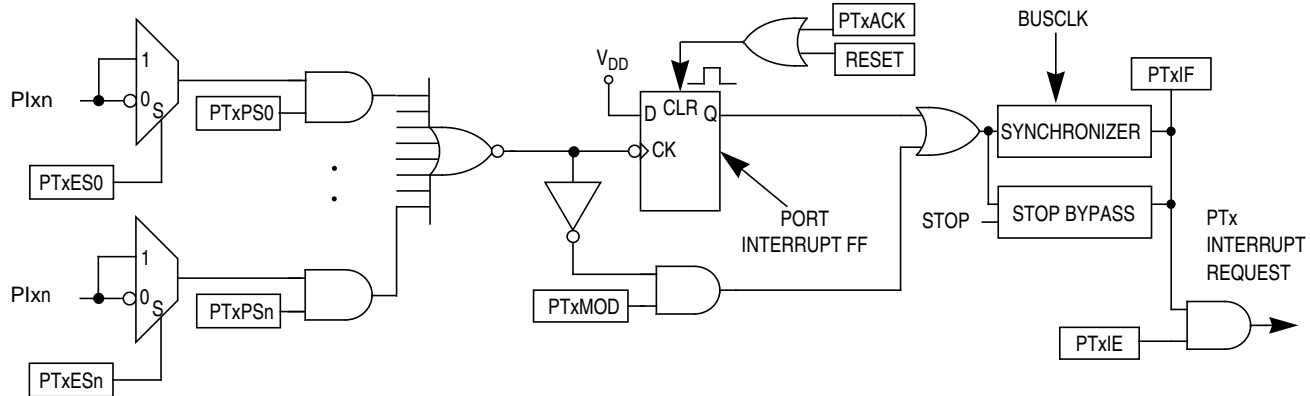 PIxn
1
0
S
PTxES0
PTxPS0
PIxn
1
0
S
PTxESn
PTxPSn
V_DD
D
CLR
Q
CK
PTxACK
RESET
PORT
INTERRUPT FF
PTxMOD
BUSCLK
SYNCHRONIZER
STOP
STOP BYPASS
PTxIF
PTx
INTERRUPT
REQUEST
PTxIE